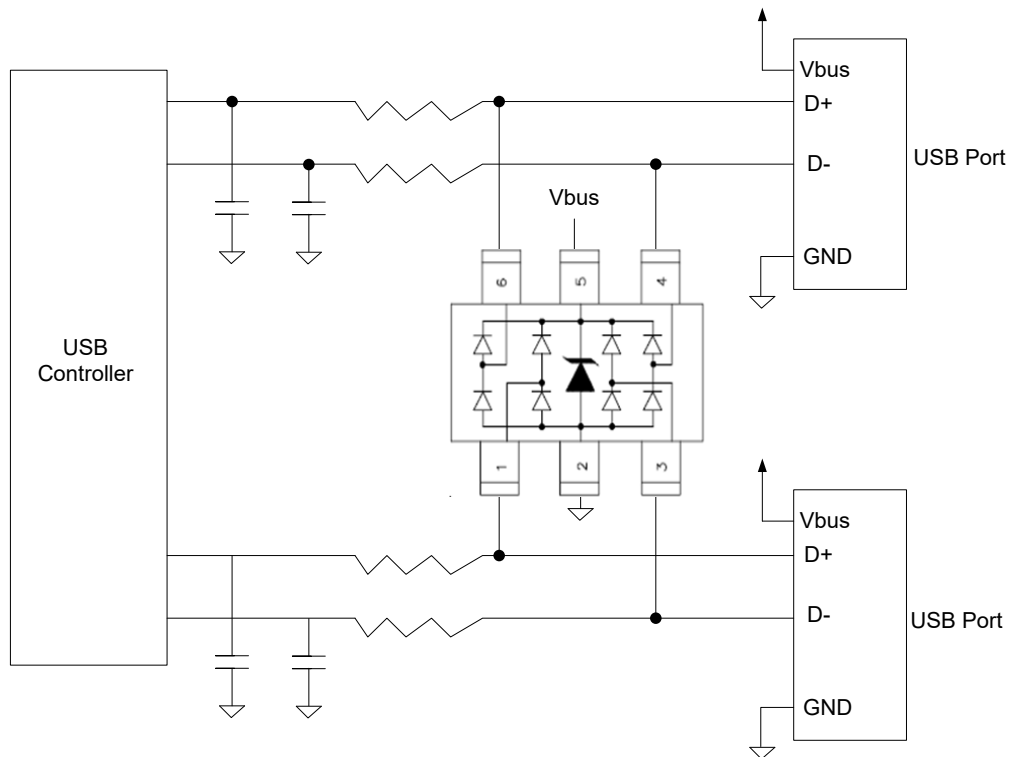 Vbus
D+
D-
USB Port
GND
Vbus
6
5
4
USB
Controller
1
2
3
Vbus
D+
D-
USB Port
GND